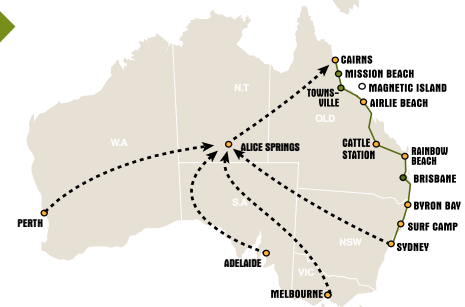 CAIRNS
MISSION BEACH
MAGNETIC ISLAND
TOWNS-
VILLE
AIRLIE BEACH
N.T
QLD
W.A
ALICE SPRINGS
CATTLE
STATION
RAINBOW
BEACH
BRISBANE
S.A
BYRON BAY
PERTH
SURF CAMP
NSW
SYDNEY
ADELAIDE
VIC
MELBOURNE